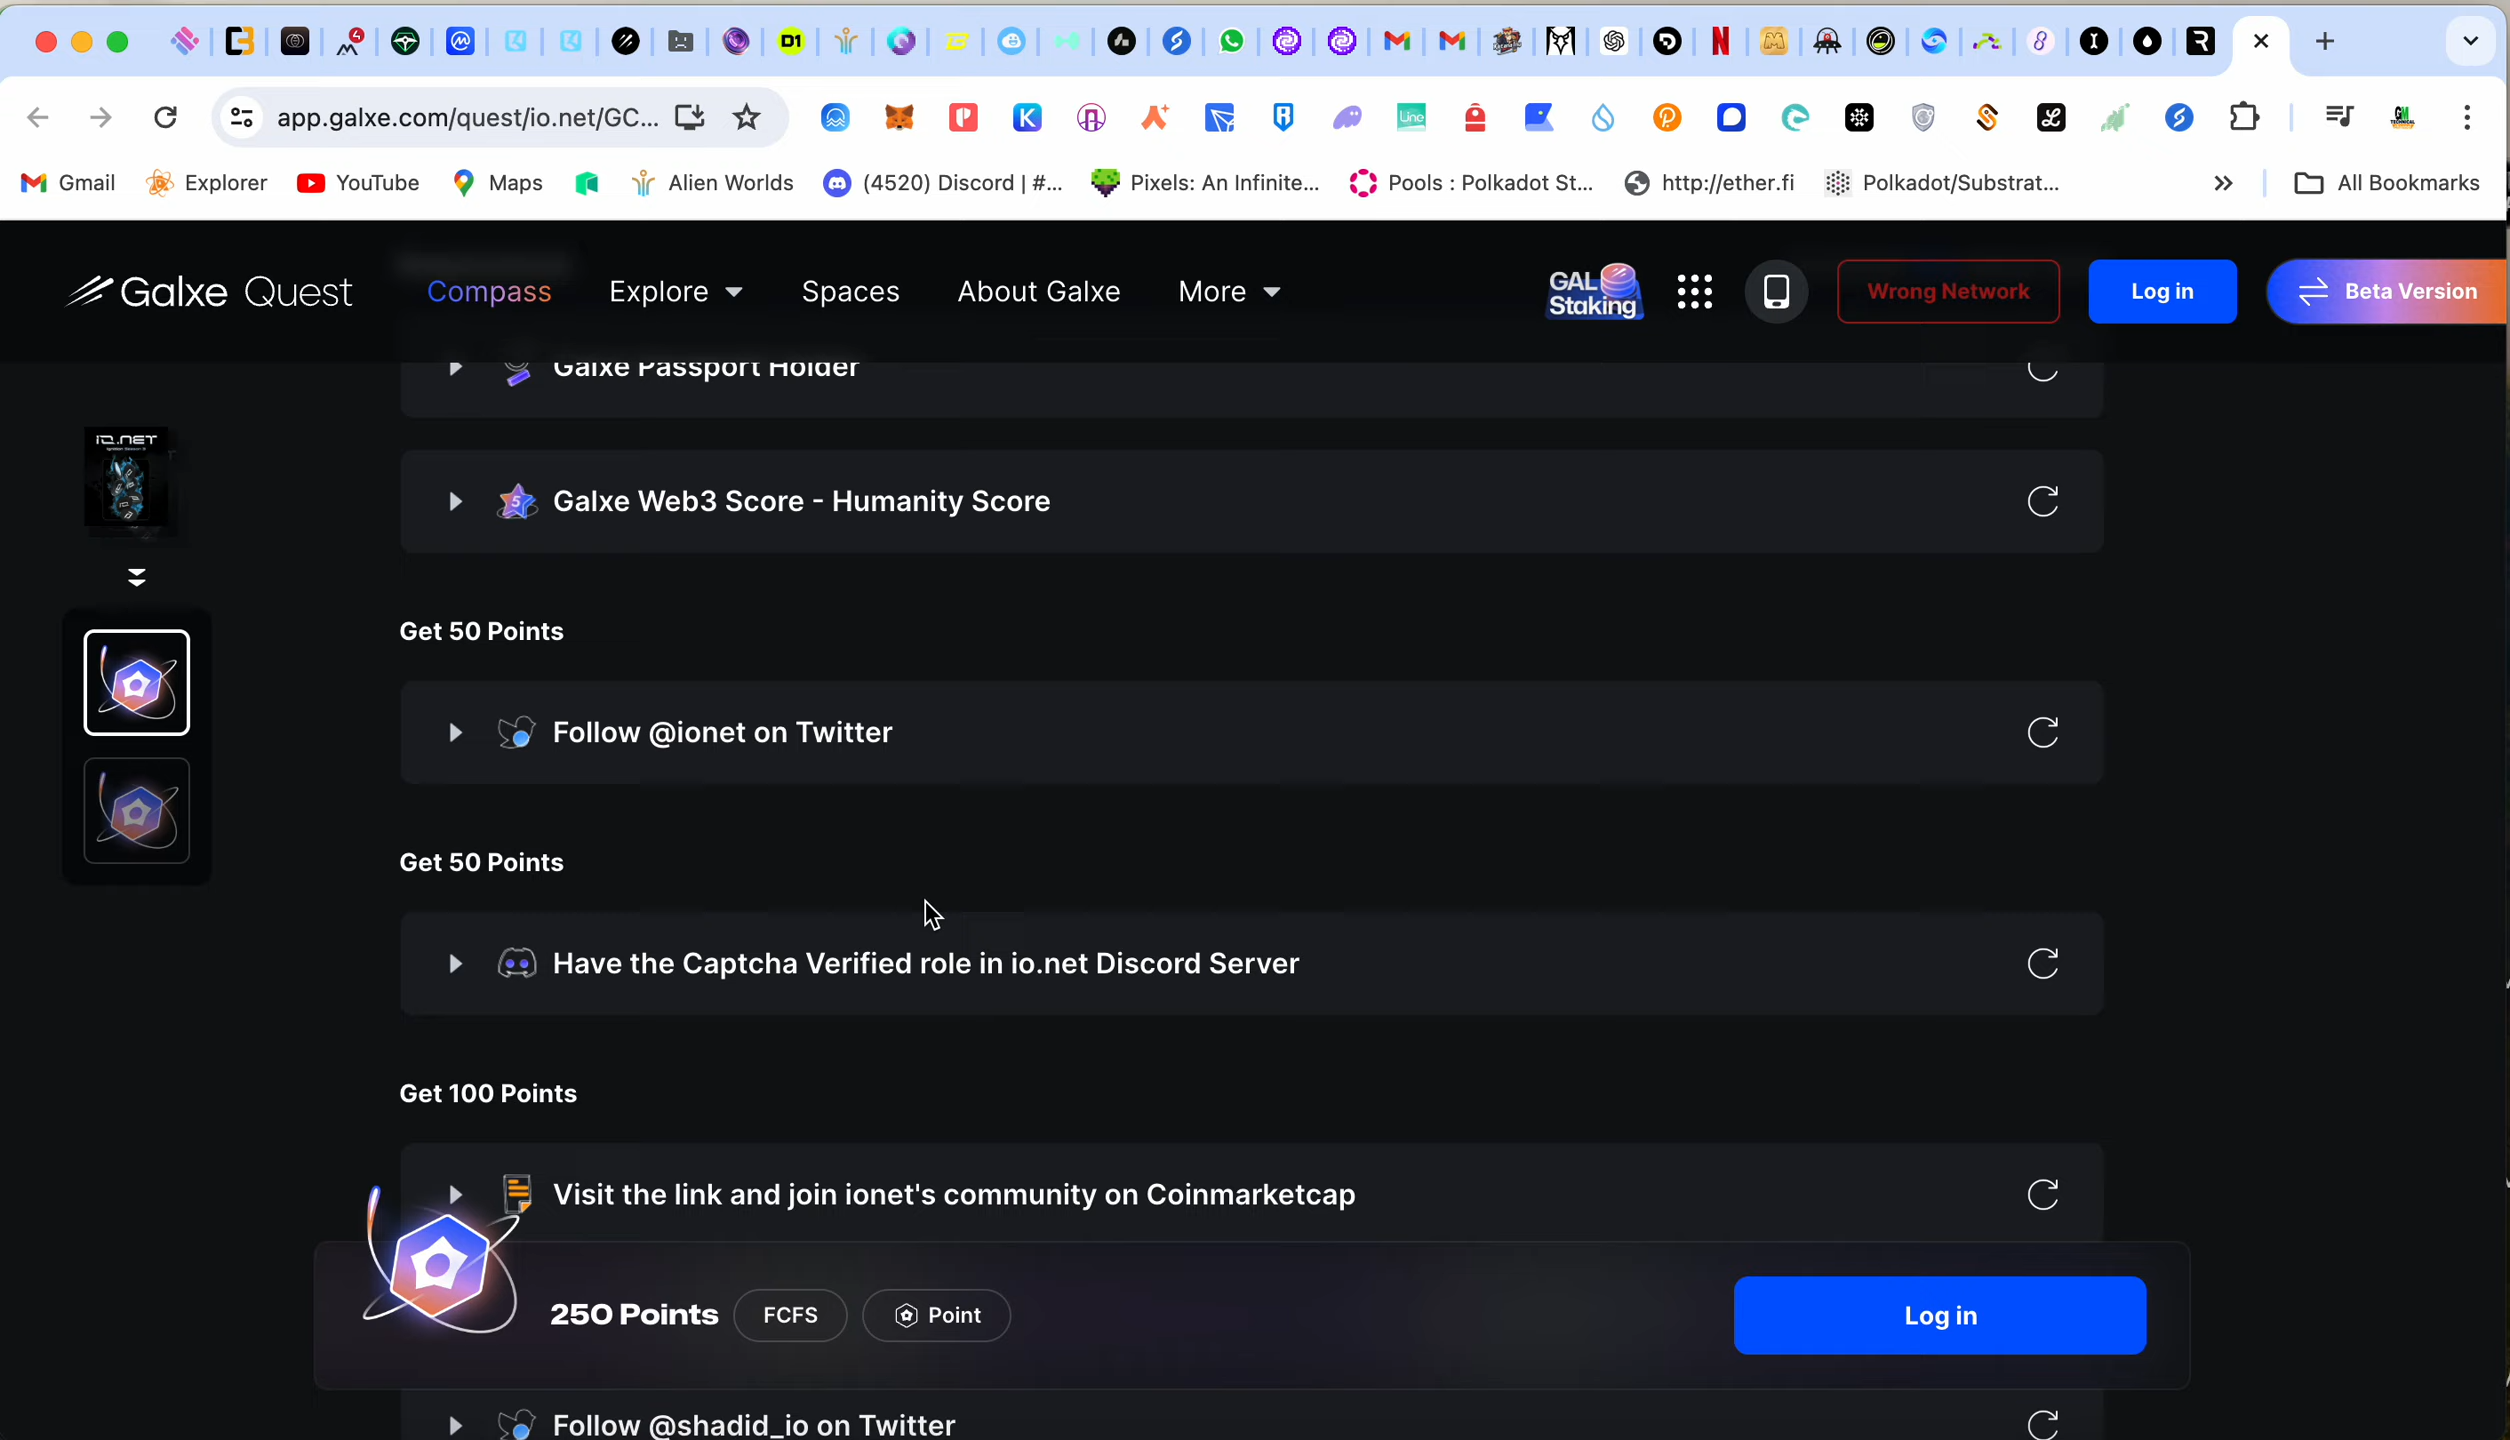 app.galxe.com/quest/io.net/GC...
Gmail
Explorer
YouTube
Maps
Alien Worlds
(4520) Discord | #...
Pixels: An Infinite...
Pools : Polkadot St...
http://ether.fi
Polkadot/Substrat...
All Bookmarks
Galxe Quest
Compass
Explore
Spaces
About Galxe
More
GAL
Staking
Wrong Network
Log in
Beta Version
Galxe Passport Holder
iO.NET
Galxe Web3 Score - Humanity Score
Get 50 Points
Follow @ionet on Twitter
Get 50 Points
Have the Captcha Verified role in io.net Discord Server
Get 100 Points
Visit the link and join ionet's community on Coinmarketcap
250 Points
FCFS
Point
Log in
Follow @shadid_io on Twitter